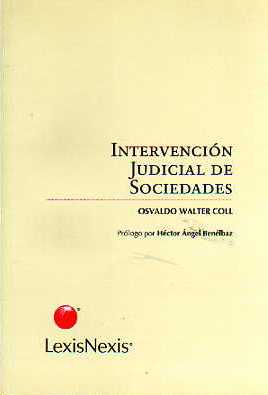 INTERVENCIÓN
JUDICIAL DE
SOCIEDADES
OSVALDO WALTER COLL
Prólogo por Héctor Ángel Benélbaz
LexisNexis®